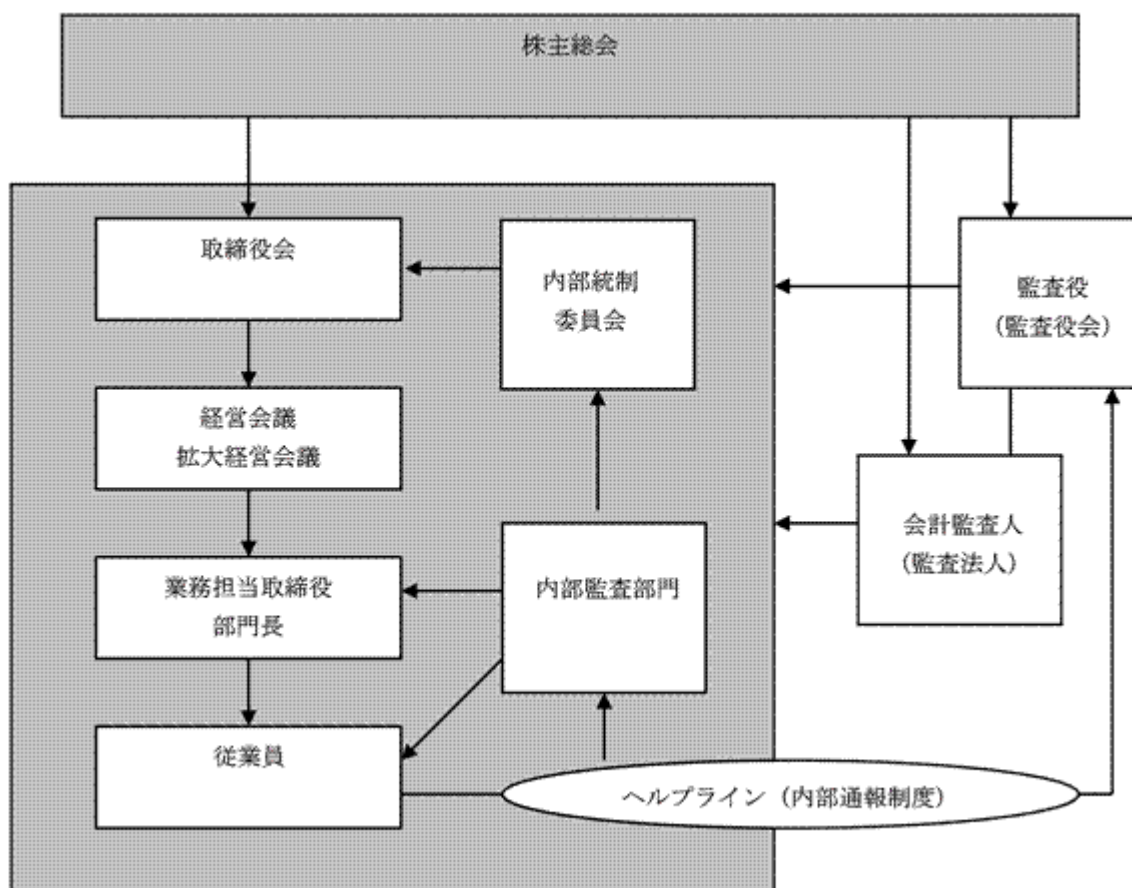 株主総会
取締役会
内部統制
委員会
監査役
（監査役会）
経営会議
拡大経営会議
会計監査人
（監査法人）
業務担当取締役
部門長
内部監査部門
従業員
ヘルプライン（内部通報制度）